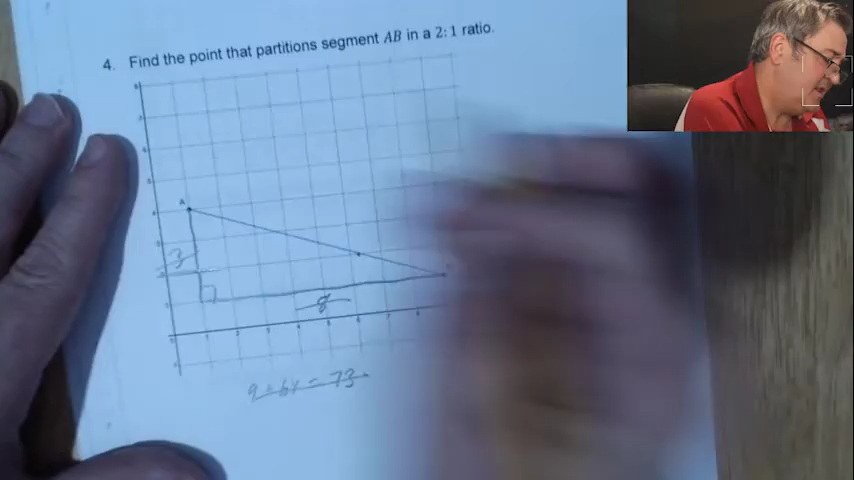 4. Find the point that partitions segment AB in a 2: 1 ratio.
A
3
8
9+64=73